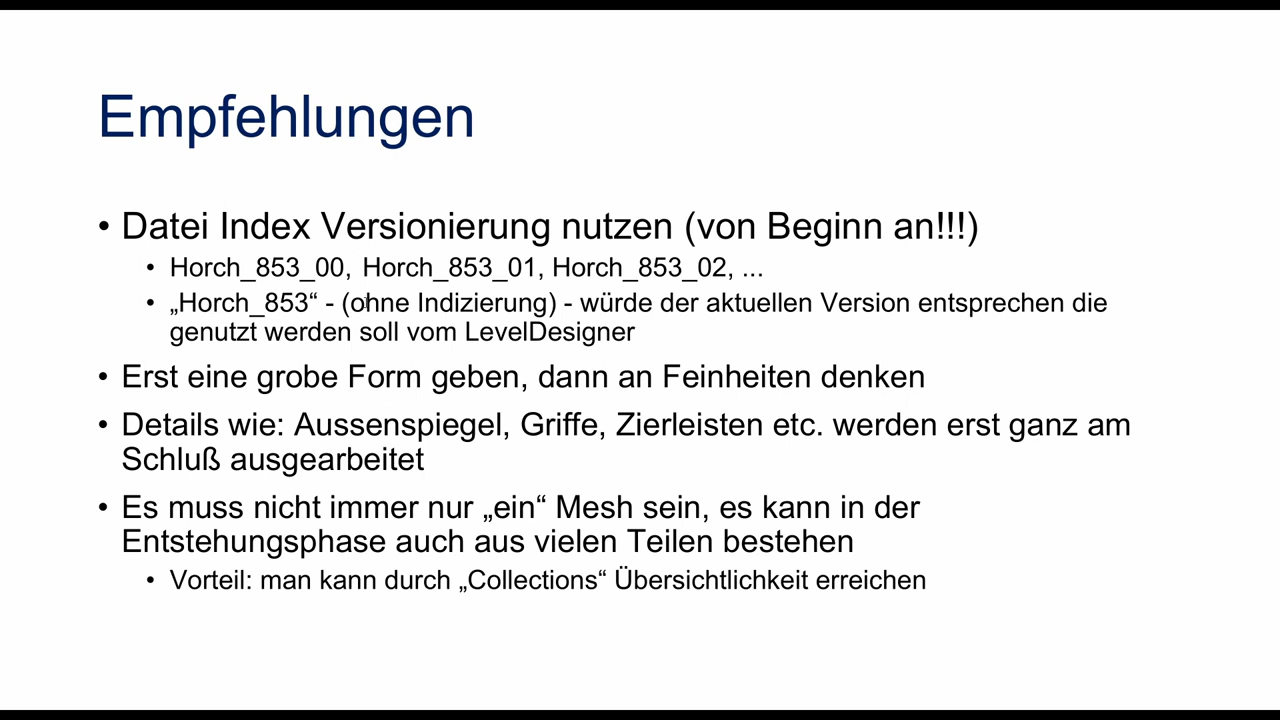 Empfehlungen
• Datei Index Versionierung nutzen (von Beginn an!!!)
• Horch_853_00, Horch_853_01, Horch_853_02, ...
• „Horch_853“ - (ohne Indizierung) - würde der aktuellen Version entsprechen die
genutzt werden soll vom LevelDesigner
• Erst eine grobe Form geben, dann an Feinheiten denken
• Details wie: Aussenspiegel, Griffe, Zierleisten etc. werden erst ganz am
Schluß ausgearbeitet
• Es muss nicht immer nur „ein“ Mesh sein, es kann in der
Entstehungsphase auch aus vielen Teilen bestehen
• Vorteil: man kann durch „Collections“ Übersichtlichkeit erreichen